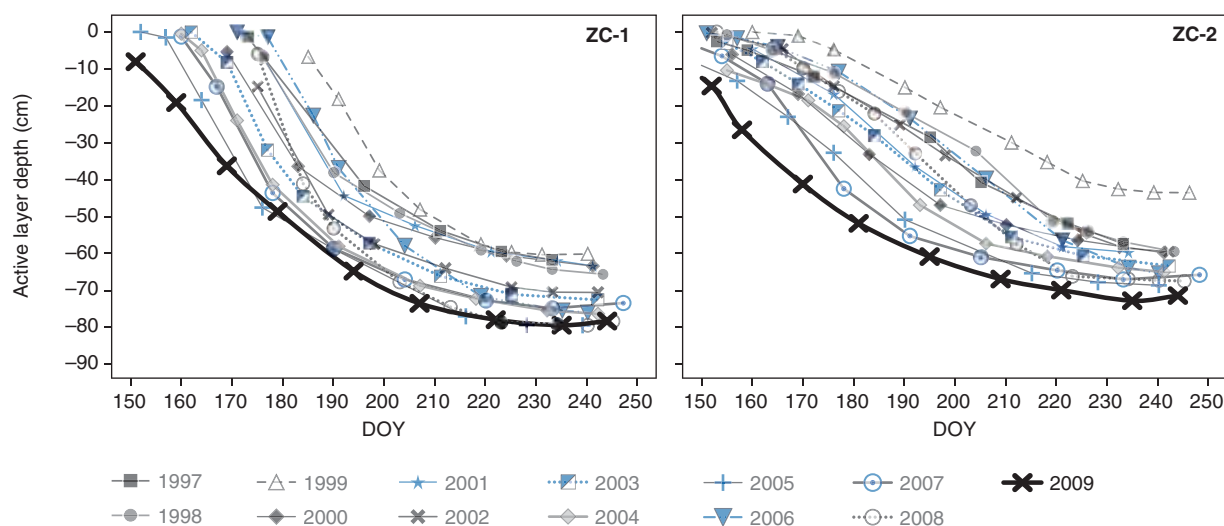 ZC-1
ZC-2
Active layer depth (cm)
0
–10
–20
–30
–40
–50
–60
–70
–80
–90
150 160 170 180 190 200 210 220 230 240 250
150 160 170 180 190 200 210 220 230 240 250
DOY
DOY
1997 1999 2001 2003 2005 2007 2009
1998 2000 2002 2004 2006 2008